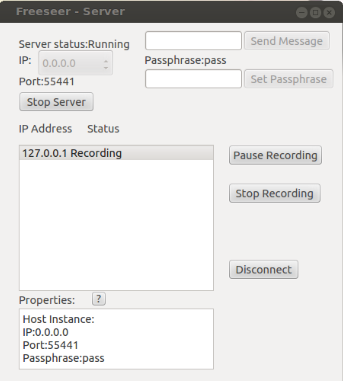 Freeseer - Server
Server status:Running
Send Message
IP: 0.0.0.0
Passphrase:pass
Port:55441
Set Passphrase
Stop Server
IP Address Status
127.0.0.1 Recording
Pause Recording
Stop Recording
Disconnect
Properties: ?
Host Instance:
IP:0.0.0.0
Port:55441
Passphrase:pass